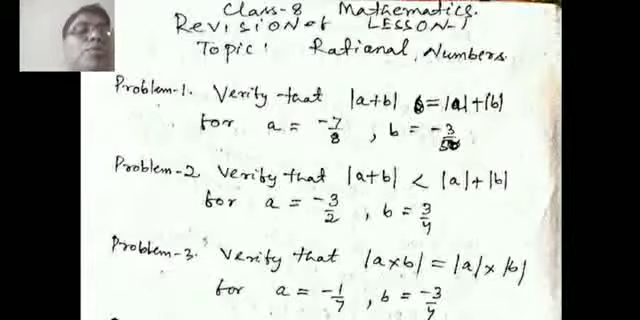 Class-8 Mathematics.
REVISION of LESSON-1
Topic: Rational Numbers
Problem-1. Verify that |a+b| = |a|+|b|
for a = -7/8, b = -3/
Problem-2 Verify that |a+b| < |a|+|b|
for a = -3/2, b = 3/4
Problem-3. Verify that |a×b| = |a|×|b|
for a = -1/7, b = -3/4